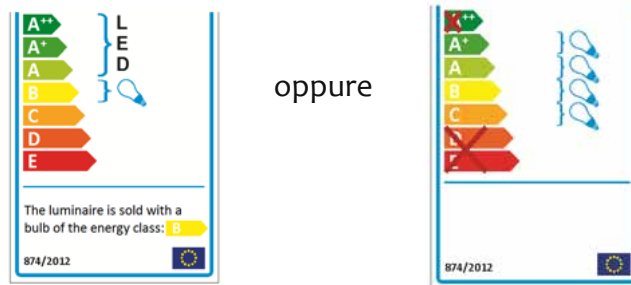 A++
A+
A
B
C
D
E
L
E
D
The luminaire is sold with a
bulb of the energy class: B
874/2012
oppure
A++
A+
A
B
C
D
E
874/2012